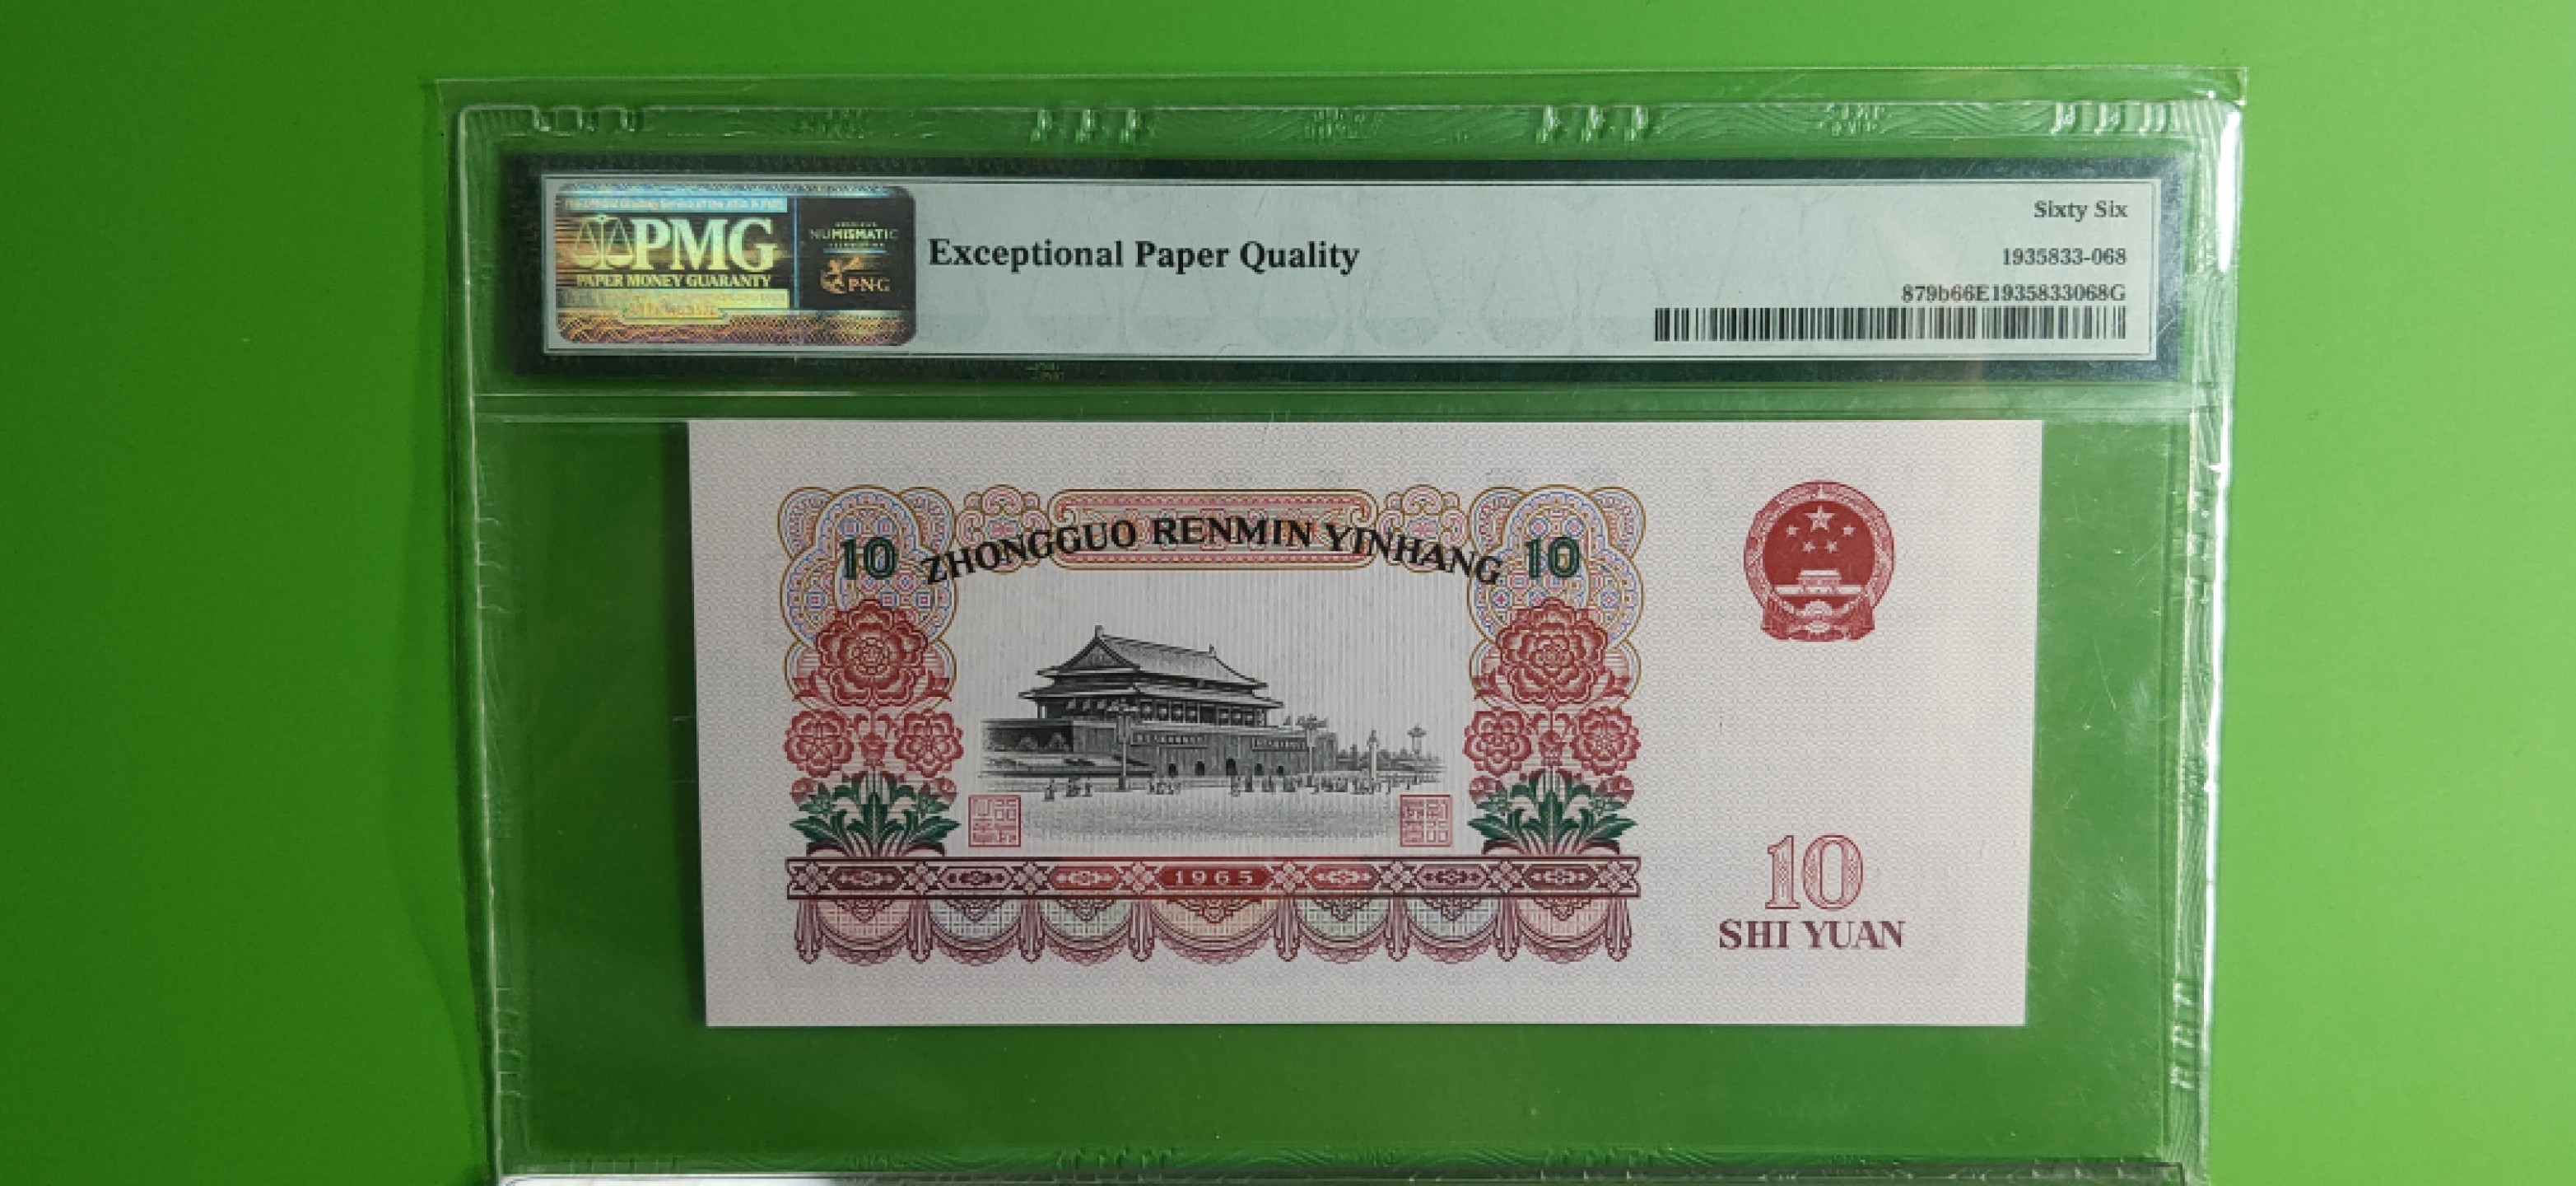 PMG
PAPER MONEY GUARANTY
NUMISMATIC
PNG
Exceptional Paper Quality
Sixty Six
1935833-068
879b66E1935833068G
10 ZHONGGUO RENMIN YINHANG 10
1965
10
SHI YUAN